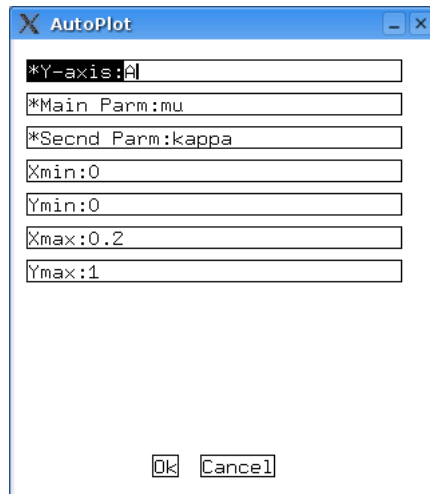 AutoPlot
*Y-axis:A
*Main Parm:mu
*Secnd Parm:kappa
Xmin:0
Ymin:0
Xmax:0.2
Ymax:1
Ok Cancel